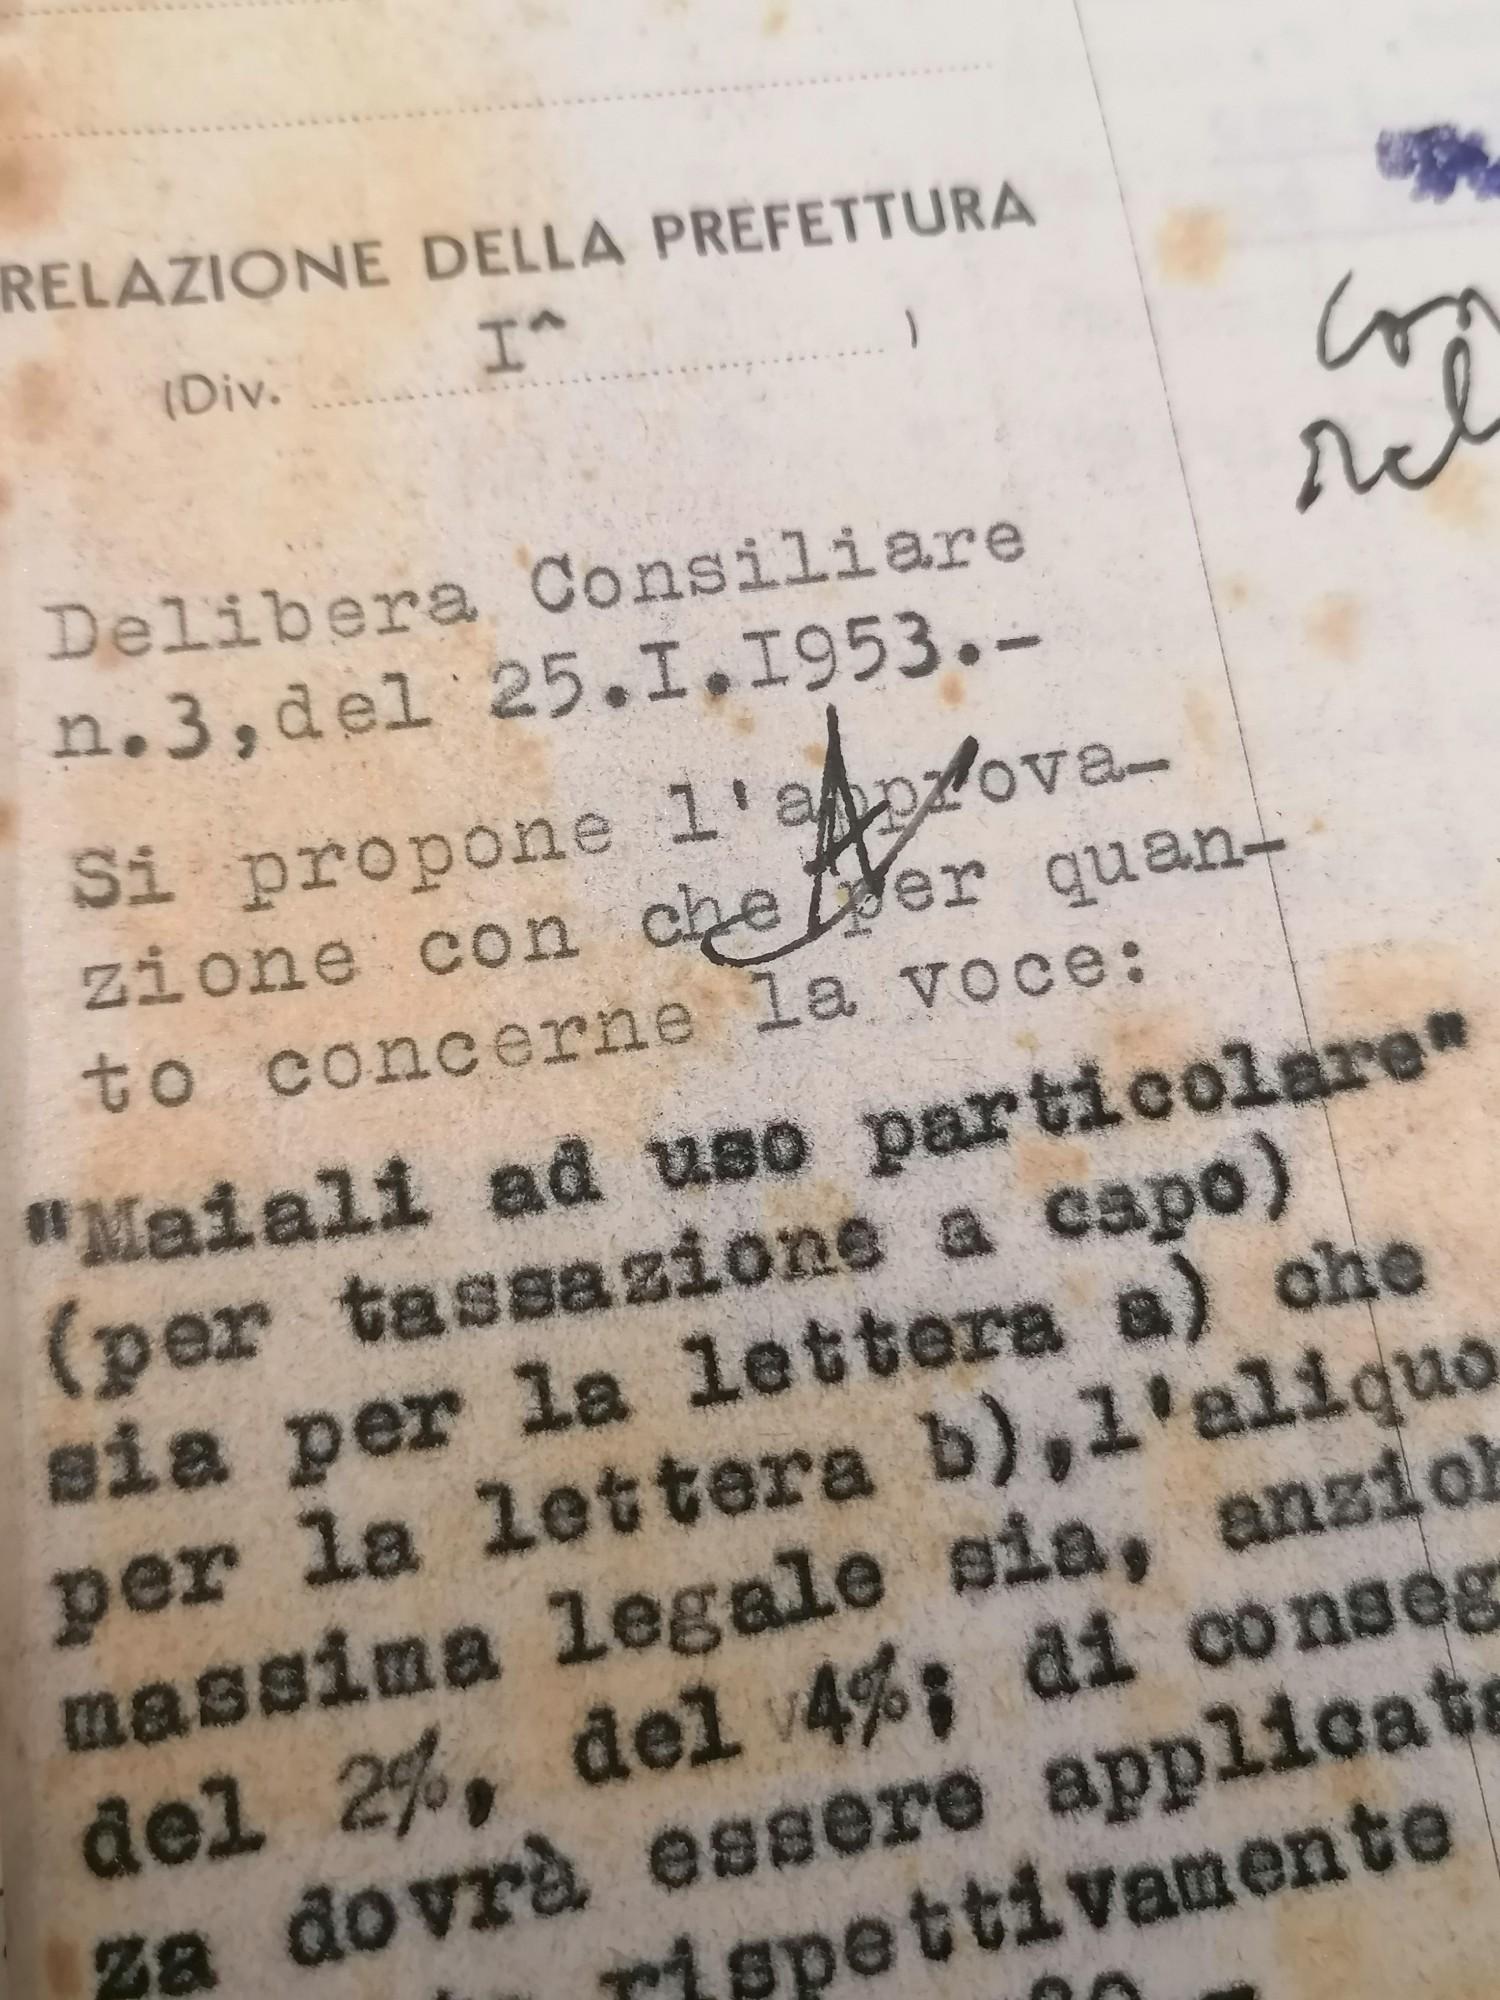 RELAZIONE DELLA PREFETTURA
(Div. I^ )
Delibera Consiliare
n.3,del 25.I.I953.-
Si propone l'approva-
zione con che per quan-
to concerne la voce:
"Maiali ad uso particolare"
(per tassazione a capo)
sia per la lettera a) che
per la lettera b),l'aliquo
massima legale sia, anzich
del 2%, del 4%; di conseg
za dovrà essere applicata
rispettivamente